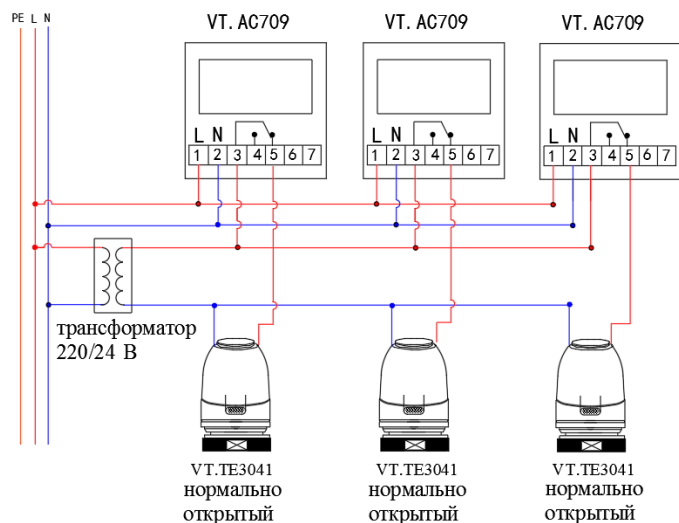 PE L N
VT.AC709
VT.AC709
VT.AC709
L N
1 2 3 4 5 6 7
L N
1 2 3 4 5 6 7
L N
1 2 3 4 5 6 7
трансформатор
220/24 В
VT.TE3041
нормально
открытый
VT.TE3041
нормально
открытый
VT.TE3041
нормально
открытый